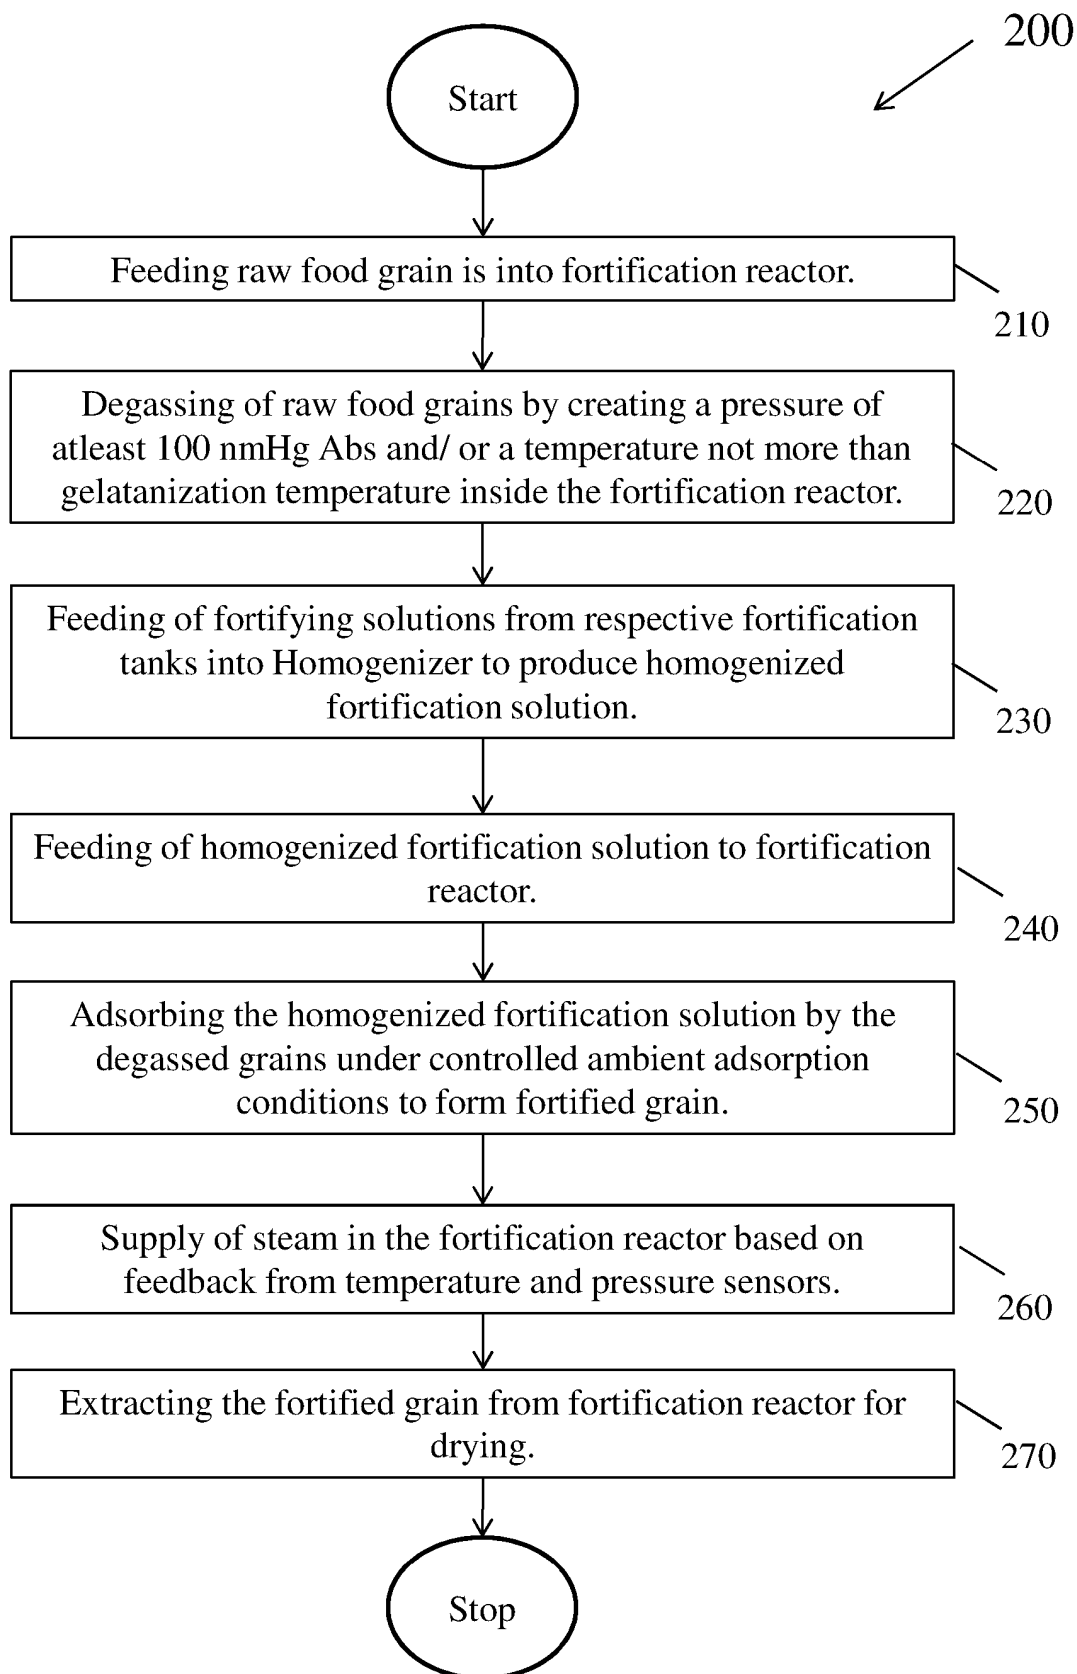 200
Start
Feeding raw food grain is into fortification reactor.
210
Degassing of raw food grains by creating a pressure of
atleast 100 nmHg Abs and/ or a temperature not more than
gelatanization temperature inside the fortification reactor.
220
Feeding of fortifying solutions from respective fortification
tanks into Homogenizer to produce homogenized
fortification solution.
230
Feeding of homogenized fortification solution to fortification
reactor.
240
Adsorbing the homogenized fortification solution by the
degassed grains under controlled ambient adsorption
conditions to form fortified grain.
250
Supply of steam in the fortification reactor based on
feedback from temperature and pressure sensors.
260
Extracting the fortified grain from fortification reactor for
drying.
270
Stop